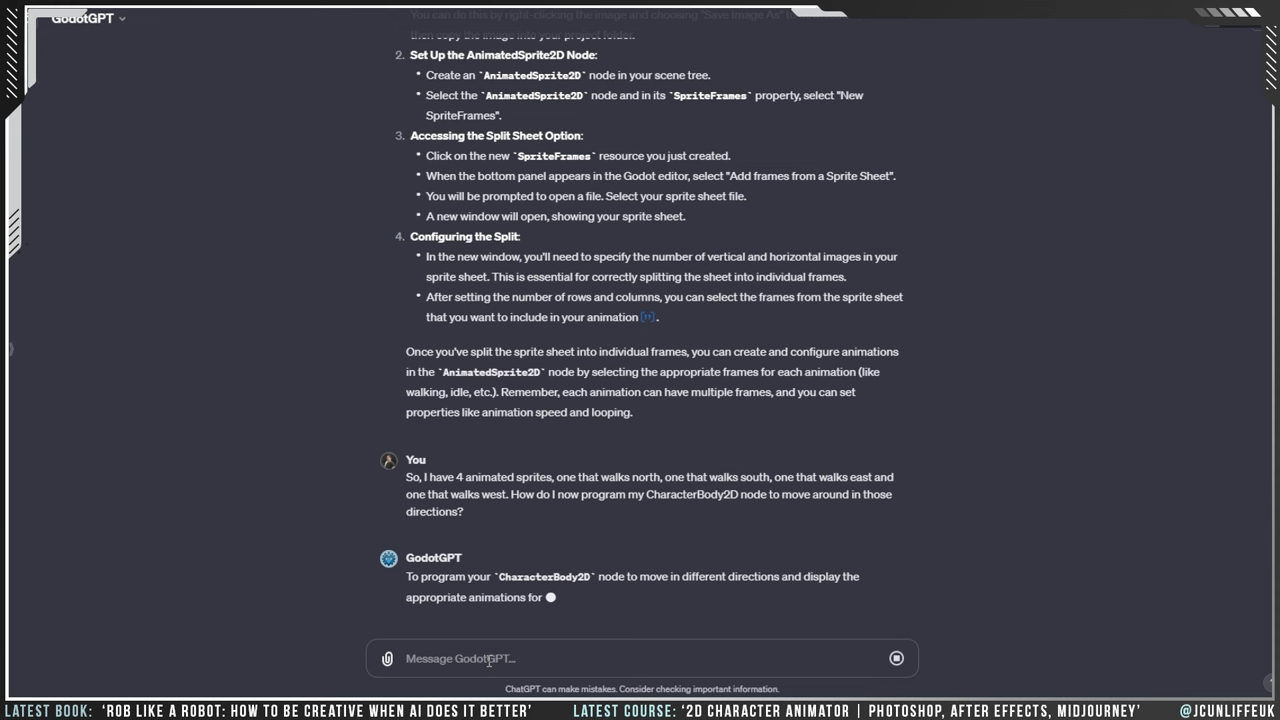 GodotGPT
You can do this by right-clicking the image and choosing "Save Image As"
then copy the image into your project folder.
2. Set Up the AnimatedSprite2D Node:
• Create an `AnimatedSprite2D` node in your scene tree.
• Select the `AnimatedSprite2D` node and in its `SpriteFrames` property, select "New
SpriteFrames".
3. Accessing the Split Sheet Option:
• Click on the new `SpriteFrames` resource you just created.
• When the bottom panel appears in the Godot editor, select "Add frames from a Sprite Sheet".
• You will be prompted to open a file. Select your sprite sheet file.
• A new window will open, showing your sprite sheet.
4. Configuring the Split:
• In the new window, you'll need to specify the number of vertical and horizontal images in your
sprite sheet. This is essential for correctly splitting the sheet into individual frames.
• After setting the number of rows and columns, you can select the frames from the sprite sheet
that you want to include in your animation ["].
Once you've split the sprite sheet into individual frames, you can create and configure animations
in the `AnimatedSprite2D` node by selecting the appropriate frames for each animation (like
walking, idle, etc.). Remember, each animation can have multiple frames, and you can set
properties like animation speed and looping.
You
So, I have 4 animated sprites, one that walks north, one that walks south, one that walks east and
one that walks west. How do I now program my CharacterBody2D node to move around in those
directions?
GodotGPT
To program your `CharacterBody2D` node to move in different directions and display the
appropriate animations for
Message GodotGPT...
ChatGPT can make mistakes. Consider checking important information.
LATEST BOOK: 'ROB LIKE A ROBOT: HOW TO BE CREATIVE WHEN AI DOES IT BETTER' LATEST COURSE: '2D CHARACTER ANIMATOR | PHOTOSHOP, AFTER EFFECTS, MIDJOURNEY' @JCUNLIFFEUK